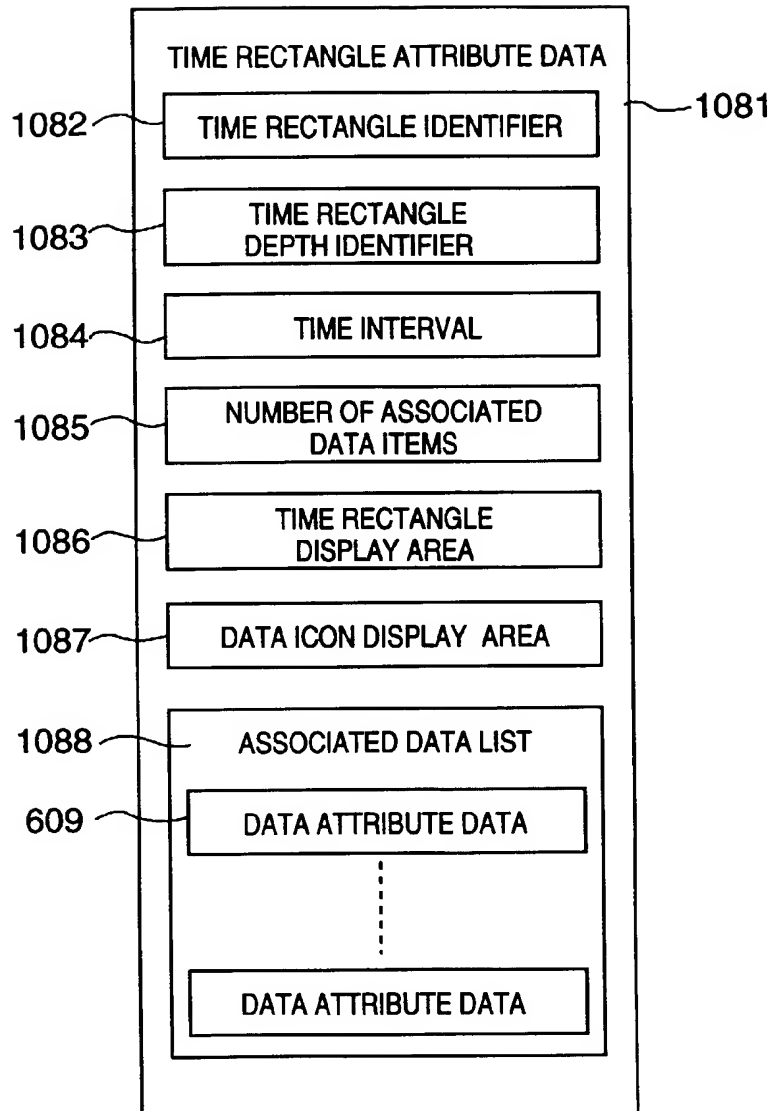 TIME RECTANGLE ATTRIBUTE DATA
1081
1082
TIME RECTANGLE IDENTIFIER
1083
TIME RECTANGLE
DEPTH IDENTIFIER
1084
TIME INTERVAL
1085
NUMBER OF ASSOCIATED
DATA ITEMS
1086
TIME RECTANGLE
DISPLAY AREA
1087
DATA ICON DISPLAY AREA
1088
ASSOCIATED DATA LIST
609
DATA ATTRIBUTE DATA
DATA ATTRIBUTE DATA